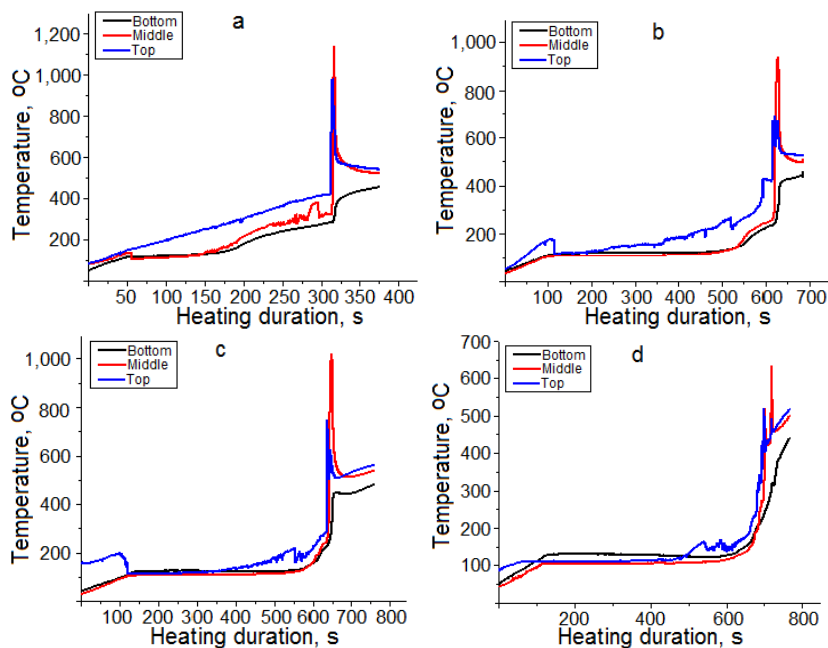 a
Bottom
Middle
Top
1,200
1,000
800
600
400
200
Temperature, oC
50 100 150 200 250 300 350 400
Heating duration, s
b
Bottom
Middle
Top
1,000
800
600
400
200
Temperature, oC
100 200 300 400 500 600 700
Heating duration, s
c
Bottom
Middle
Top
1,000
800
600
400
200
Temperature, oC
100 200 300 400 500 600 700 800
Heating duration, s
d
Bottom
Middle
Top
700
600
500
400
300
200
100
Temperature, oC
200 400 600 800
Heating duration, s